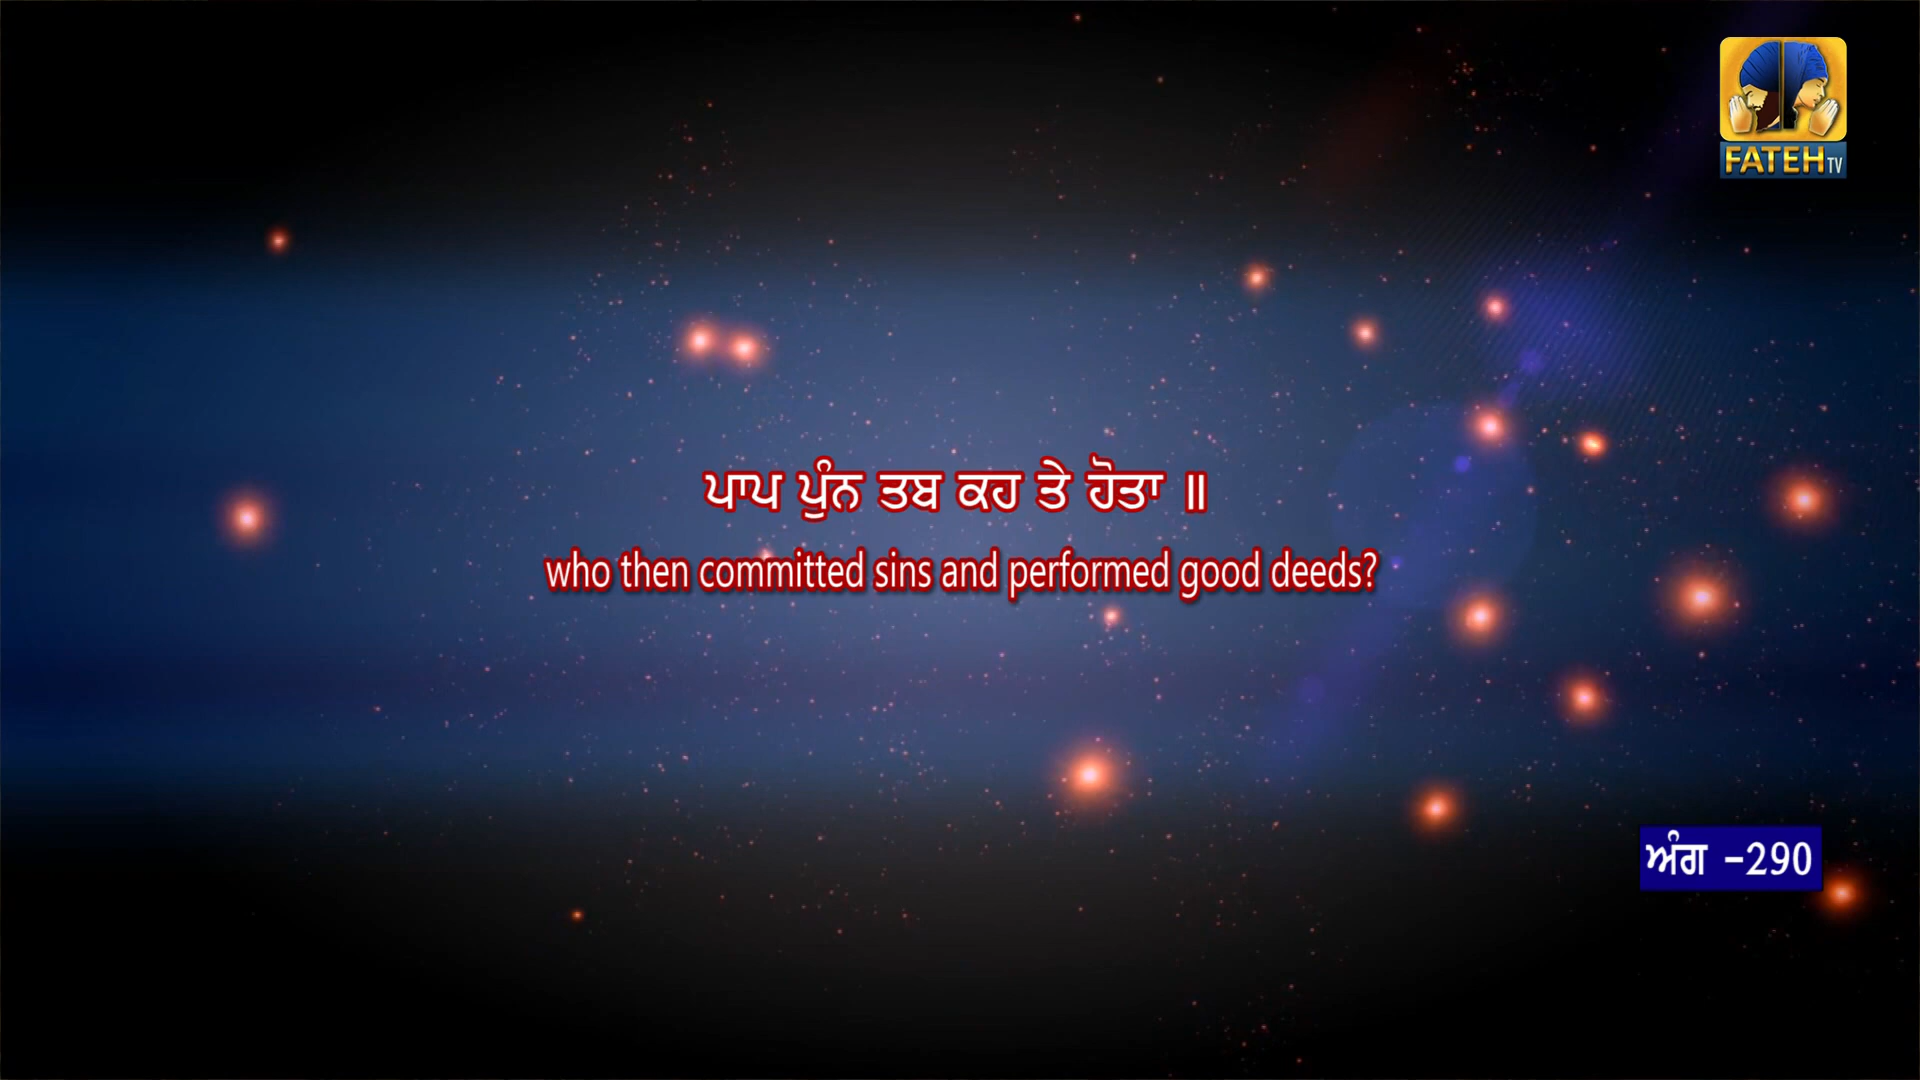 FATEH TV
ਪਾਪ ਪੁੰਨ ਤਬ ਕਹ ਤੇ ਹੋਤਾ ॥
who then committed sins and performed good deeds?
ਅੰਗ -290